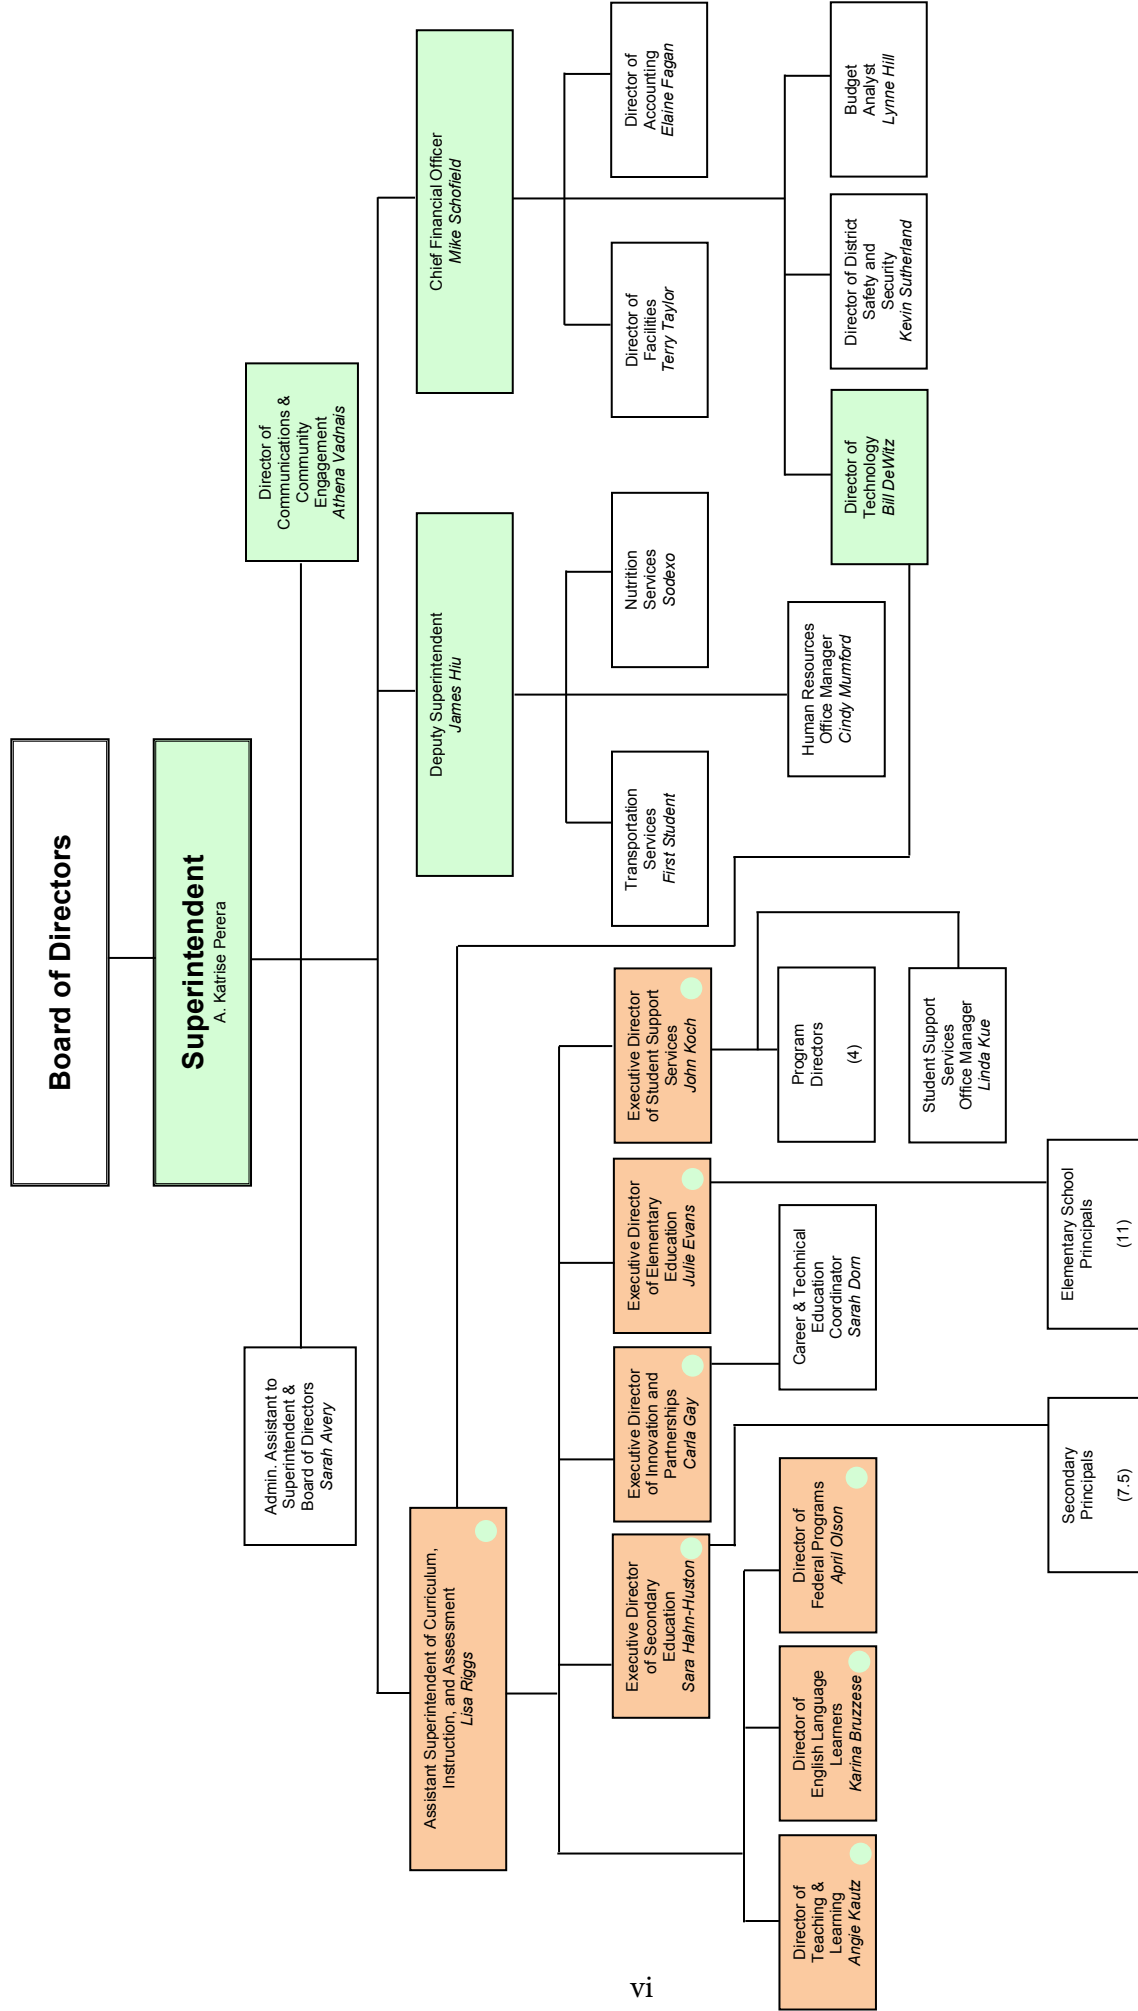 Board of Directors
Superintendent
A. Katrise Perera
Admin. Assistant to
Superintendent &
Board of Directors
Sarah Avery
Director of
Communications &
Community
Engagement
Athena Vadnais
Assistant Superintendent of Curriculum,
Instruction, and Assessment
Lisa Riggs
Deputy Superintendent
James Hiu
Chief Financial Officer
Mike Schofield
Executive Director
of Secondary
Education
Sara Hahn-Huston
Executive Director
of Innovation and
Partnerships
Carla Gay
Executive Director
of Elementary
Education
Julie Evans
Executive Director
of Student Support
Services
John Koch
Transportation
Services
First Student
Nutrition
Services
Sodexo
Director of
Facilities
Terry Taylor
Director of
Accounting
Elaine Fagan
Director of
Teaching &
Learning
Angie Kautz
Director of
English Language
Learners
Karina Bruzzese
Director of
Federal Programs
April Olson
Career & Technical
Education
Coordinator
Sarah Dorn
Program
Directors
(4)
Human Resources
Office Manager
Cindy Mumford
Director of
Technology
Bill DeWitz
Director of District
Safety and
Security
Kevin Sutherland
Budget
Analyst
Lynne Hill
Student Support
Services
Office Manager
Linda Kue
Secondary
Principals
(7.5)
Elementary School
Principals
(11)
vi